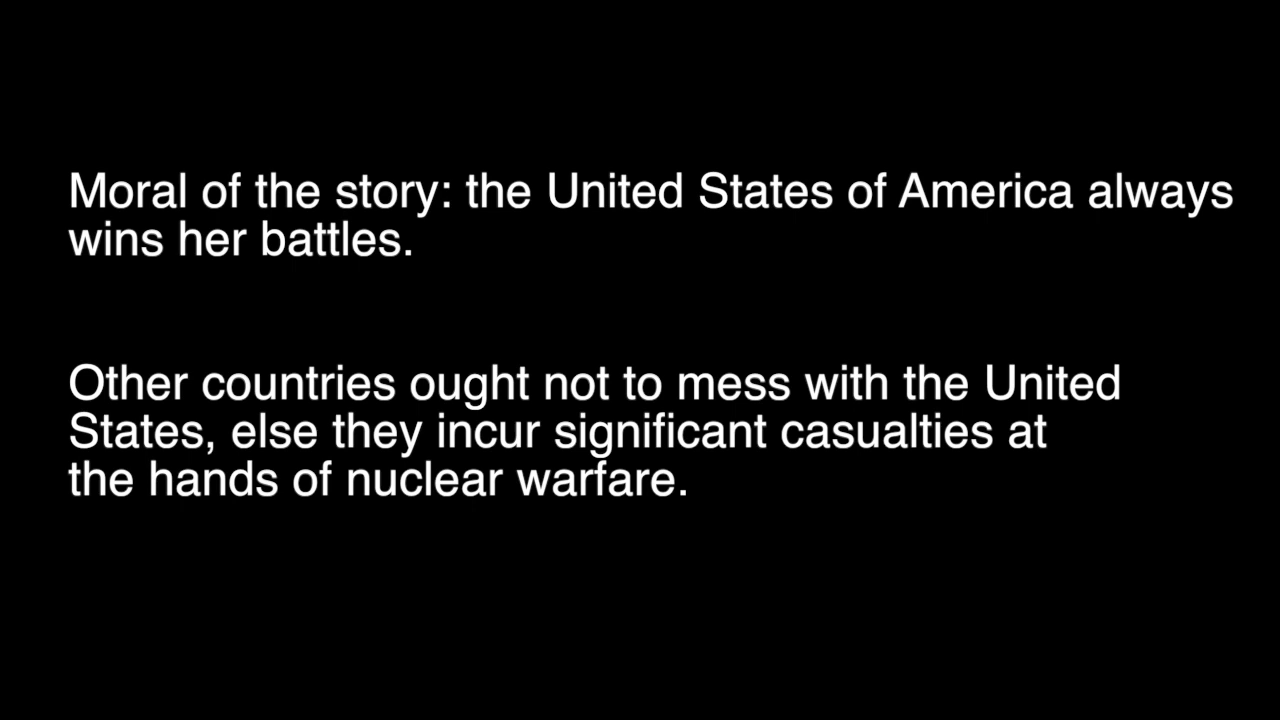 Moral of the story: the United States of America always
wins her battles.
Other countries ought not to mess with the United
States, else they incur significant casualties at
the hands of nuclear warfare.